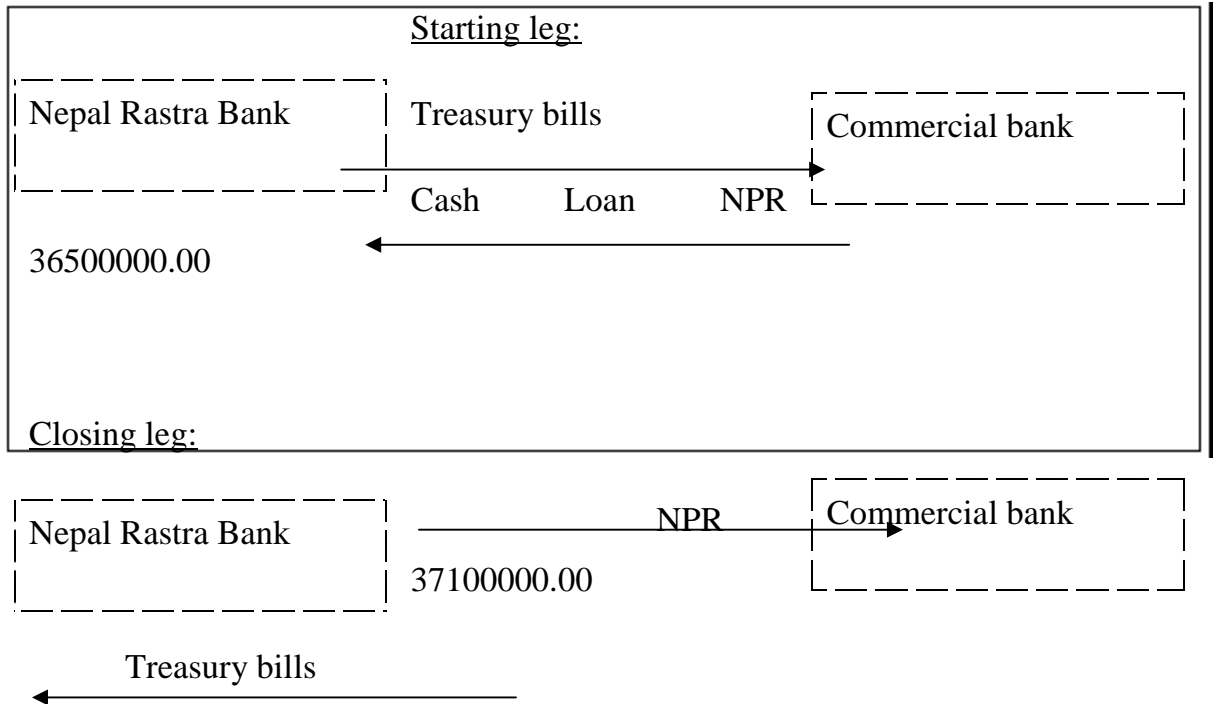 Starting leg:
Nepal Rastra Bank
Treasury bills
Commercial bank
Cash Loan NPR
36500000.00
Closing leg:
Nepal Rastra Bank
NPR
Commercial bank
37100000.00
Treasury bills